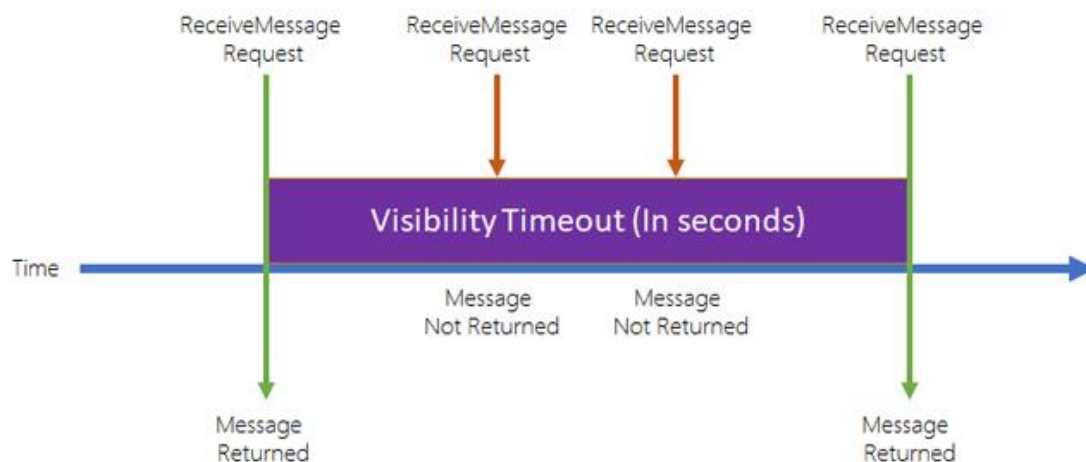 ReceiveMessage
Request
ReceiveMessage
Request
ReceiveMessage
Request
ReceiveMessage
Request
Visibility Timeout (In seconds)
Time
Message
Not Returned
Message
Not Returned
Message
Returned
Message
Returned